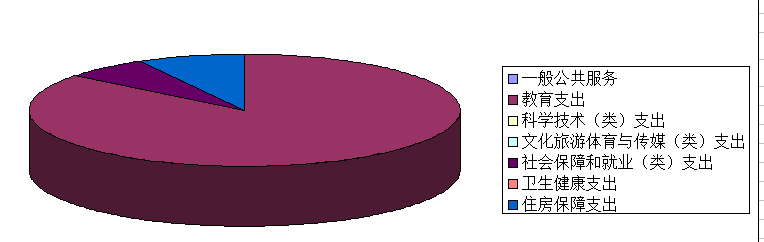 一般公共服务
教育支出
科学技术（类）支出
文化旅游体育与传媒（类）支出
社会保障和就业（类）支出
卫生健康支出
住房保障支出